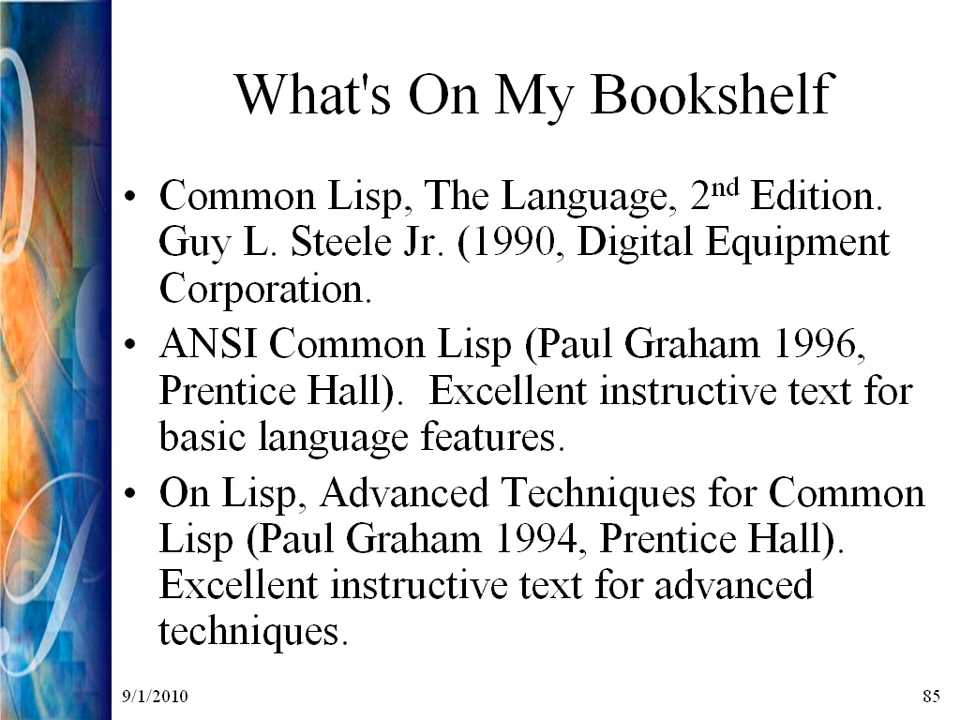 What's On My Bookshelf
• Common Lisp, The Language, 2nd Edition.
Guy L. Steele Jr. (1990, Digital Equipment
Corporation.
• ANSI Common Lisp (Paul Graham 1996,
Prentice Hall).  Excellent instructive text for
basic language features.
• On Lisp, Advanced Techniques for Common
Lisp (Paul Graham 1994, Prentice Hall).
Excellent instructive text for advanced
techniques.
9/1/2010 85